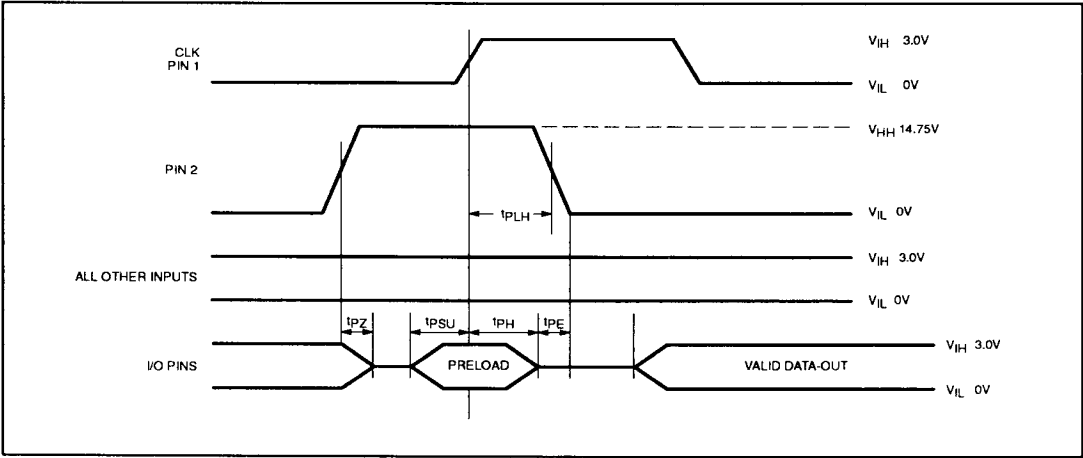 CLK
PIN 1
VIH 3.0V
VIL 0V
VHH 14.75V
PIN 2
tPLH
VIL 0V
VIH 3.0V
ALL OTHER INPUTS
VIL 0V
tPZ tPSU tPH tPE
I/O PINS PRELOAD VALID DATA-OUT
VIH 3.0V
VIL 0V